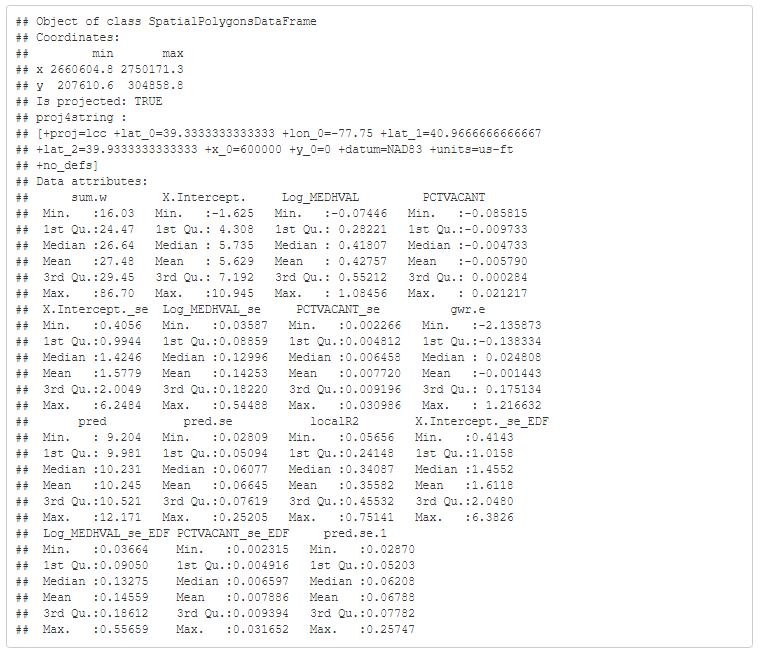 ## Object of class SpatialPolygonsDataFrame
## Coordinates:
##         min       max
## x 2660604.8 2750171.3
## y  207610.6  304858.8
## Is projected: TRUE
## proj4string :
## [+proj=lcc +lat_0=39.3333333333333 +lon_0=-77.75 +lat_1=40.9666666666667
## +lat_2=39.9333333333333 +x_0=600000 +y_0=0 +datum=NAD83 +units=us-ft
## +no_defs]
## Data attributes:
##      sum.w        X.Intercept.     Log_MEDHVAL         PCTVACANT
##  Min.   :16.03   Min.   :-1.625   Min.   :-0.07446   Min.   :-0.085815
##  1st Qu.:24.47   1st Qu.: 4.308   1st Qu.: 0.28221   1st Qu.:-0.009733
##  Median :26.64   Median : 5.735   Median : 0.41807   Median :-0.004733
##  Mean   :27.48   Mean   : 5.629   Mean   : 0.42757   Mean   :-0.005790
##  3rd Qu.:29.45   3rd Qu.: 7.192   3rd Qu.: 0.55212   3rd Qu.: 0.000284
##  Max.   :86.70   Max.   :10.945   Max.   : 1.08456   Max.   : 0.021217
##  X.Intercept._se  Log_MEDHVAL_se     PCTVACANT_se          gwr.e
##  Min.   :0.4056   Min.   :0.03587   Min.   :0.002266   Min.   :-2.135873
##  1st Qu.:0.9944   1st Qu.:0.08859   1st Qu.:0.004812   1st Qu.:-0.138334
##  Median :1.4246   Median :0.12996   Median :0.006458   Median : 0.024808
##  Mean   :1.5779   Mean   :0.14253   Mean   :0.007720   Mean   :-0.001443
##  3rd Qu.:2.0049   3rd Qu.:0.18220   3rd Qu.:0.009196   3rd Qu.: 0.175134
##  Max.   :6.2484   Max.   :0.54488   Max.   :0.030986   Max.   : 1.216632
##       pred           pred.se           localR2        X.Intercept._se_EDF
##  Min.   : 9.204   Min.   :0.02809   Min.   :0.05656   Min.   :0.4143
##  1st Qu.: 9.981   1st Qu.:0.05094   1st Qu.:0.24148   1st Qu.:1.0158
##  Median :10.231   Median :0.06077   Median :0.34087   Median :1.4552
##  Mean   :10.245   Mean   :0.06645   Mean   :0.35582   Mean   :1.6118
##  3rd Qu.:10.521   3rd Qu.:0.07619   3rd Qu.:0.45532   3rd Qu.:2.0480
##  Max.   :12.171   Max.   :0.25205   Max.   :0.75141   Max.   :6.3826
##  Log_MEDHVAL_se_EDF PCTVACANT_se_EDF     pred.se.1
##  Min.   :0.03664    Min.   :0.002315   Min.   :0.02870
##  1st Qu.:0.09050    1st Qu.:0.004916   1st Qu.:0.05203
##  Median :0.13275    Median :0.006597   Median :0.06208
##  Mean   :0.14559    Mean   :0.007886   Mean   :0.06788
##  3rd Qu.:0.18612    3rd Qu.:0.009394   3rd Qu.:0.07782
##  Max.   :0.55659    Max.   :0.031652   Max.   :0.25747